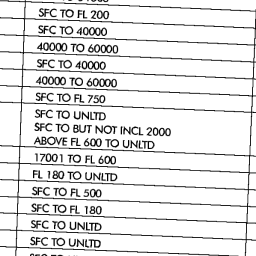 SFC TO FL 200
SFC TO 40000
40000 TO 60000
SFC TO 40000
40000 TO 60000
SFC TO FL 750
SFC TO UNLTD
SFC TO BUT NOT INCL 2000
ABOVE FL 600 TO UNLTD
17001 TO FL 600
FL 180 TO UNLTD
SFC TO FL 500
SFC TO FL 180
SFC TO UNLTD
SFC TO UNLTD